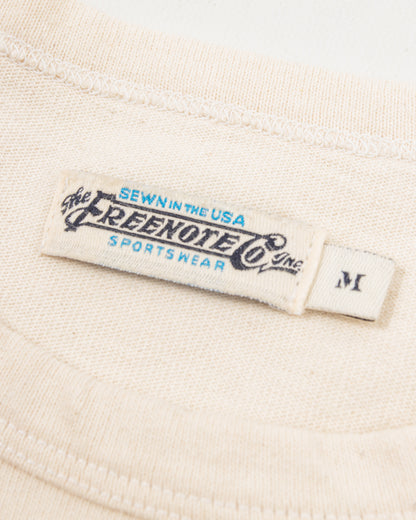 SEWN IN THE USA
The FREENOTE Co Inc.
SPORTSWEAR
M